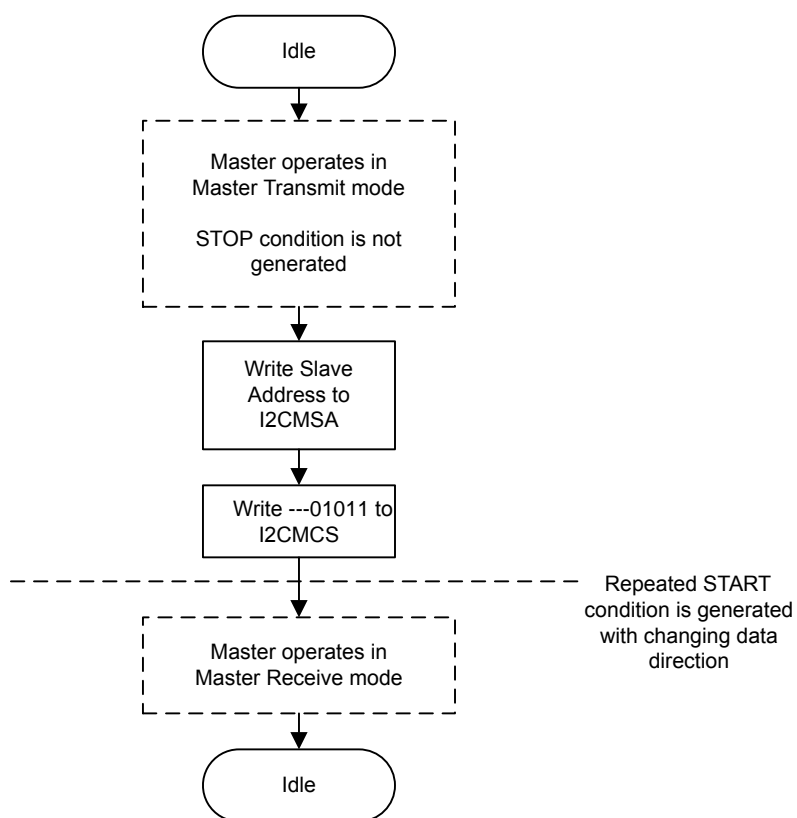 Idle
Master operates in
Master Transmit mode
STOP condition is not
generated
Write Slave
Address to
I2CMSA
Write ---01011 to
I2CMCS
Repeated START
condition is generated
with changing data
direction
Master operates in
Master Receive mode
Idle